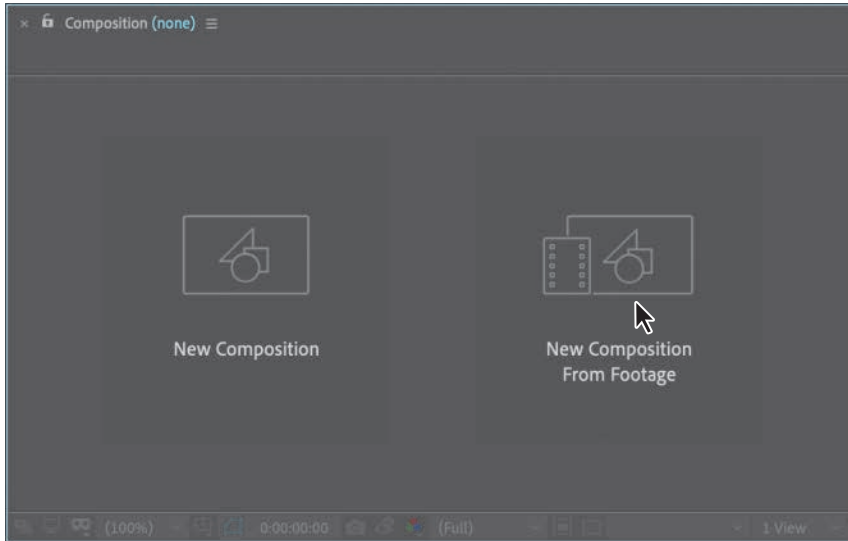 Composition (none)
New Composition
New Composition
From Footage
(100%)
0:00:00:00
(Full)
1 View